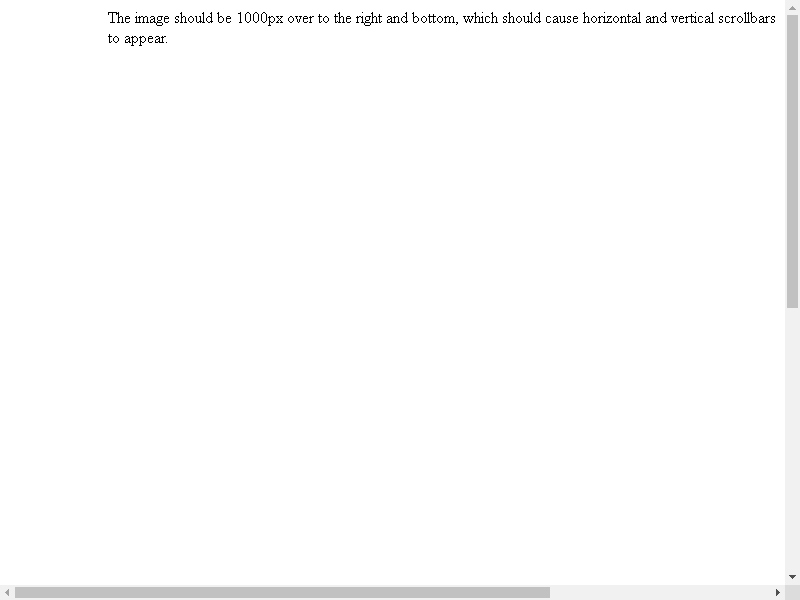 The image should be 1000px over to the right and bottom, which should cause horizontal and vertical scrollbars
to appear.